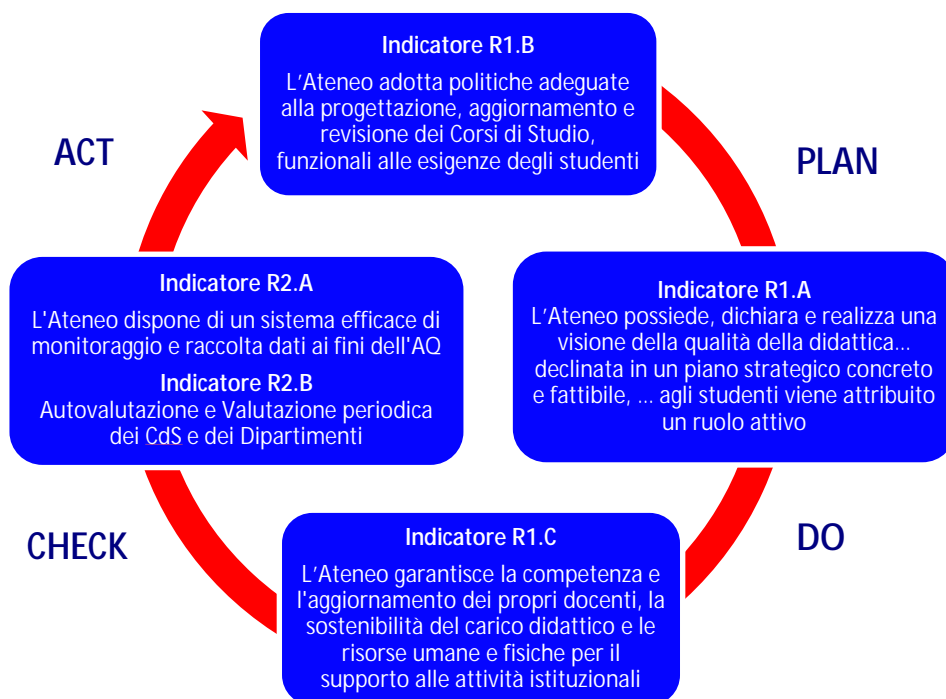 Indicatore R1.B
L'Ateneo adotta politiche adeguate
alla progettazione, aggiornamento e
revisione dei Corsi di Studio,
funzionali alle esigenze degli studenti
ACT
PLAN
Indicatore R2.A
L'Ateneo dispone di un sistema efficace di
monitoraggio e raccolta dati ai fini dell'AQ
Indicatore R2.B
Autovalutazione e Valutazione periodica
dei CdS e dei Dipartimenti
Indicatore R1.A
L'Ateneo possiede, dichiara e realizza una
visione della qualità della didattica...
declinata in un piano strategico concreto
e fattibile, ... agli studenti viene attribuito
un ruolo attivo
CHECK
DO
Indicatore R1.C
L'Ateneo garantisce la competenza e
l'aggiornamento dei propri docenti, la
sostenibilità del carico didattico e le
risorse umane e fisiche per il
supporto alle attività istituzionali